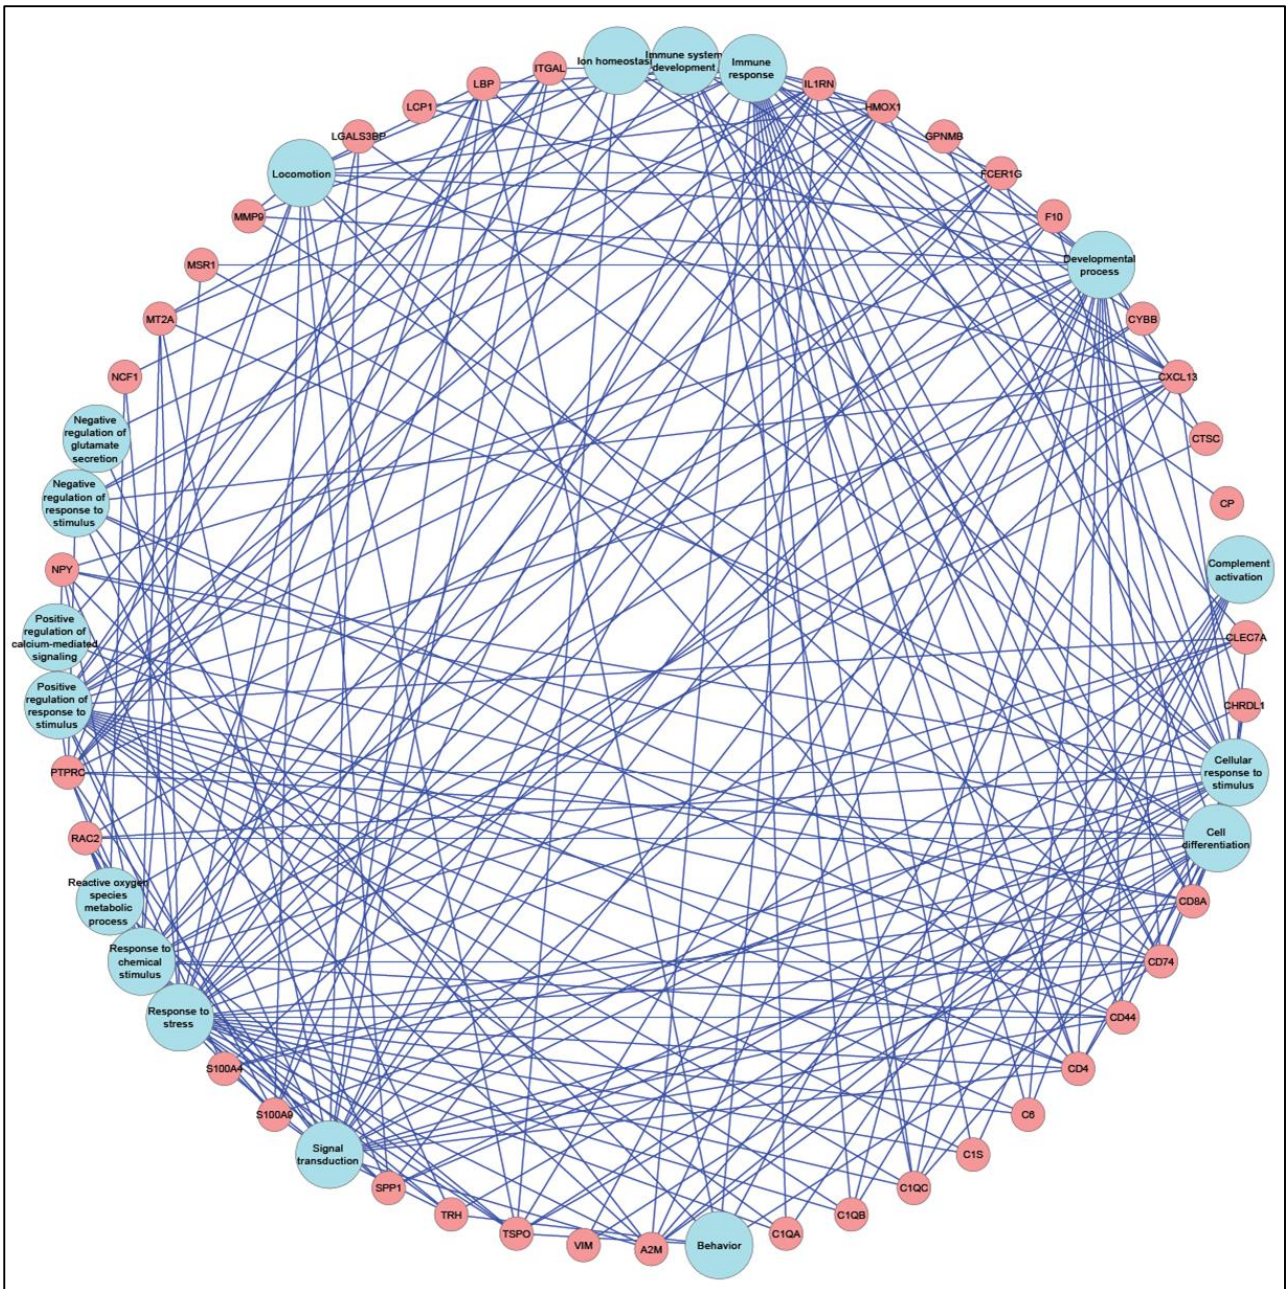 Ion homeostasi
Immune system
development
Immune
response
ITGAL
IL1RN
LBP
HMOX1
LCP1
GPNMB
LGALS3BP
FCER1G
Locomotion
MMP9
F10
MSR1
Developmental
process
MT2A
CYBB
NCF1
CXCL13
Negative
regulation of
glutamate
secretion
CTSC
Negative
regulation of
response to
stimulus
CP
NPY
Complement
activation
Positive
regulation of
calcium-mediated
signaling
CLEC7A
Positive
regulation of
response to
stimulus
CHRDL1
PTPRC
Cellular
response to
stimulus
RAC2
Cell
differentiation
Reactive oxygen
species
metabolic
process
CD8A
Response to
chemical
stimulus
CD74
Response to
stress
CD44
S100A4
CD4
S100A9
C6
Signal
transduction
C1S
SPP1
C1QC
TRH
C1QB
TSPO
C1QA
VIM
A2M
Behavior